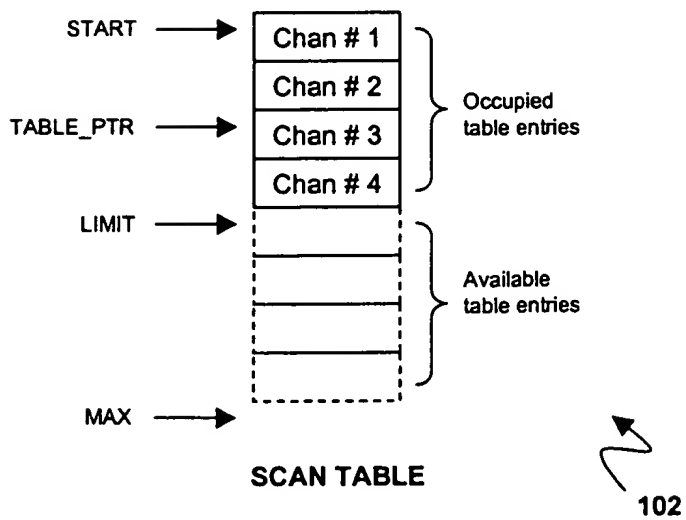 START
Chan # 1
Chan # 2
TABLE_PTR
Chan # 3
Chan # 4
Occupied
table entries
LIMIT
Available
table entries
MAX
SCAN TABLE
102